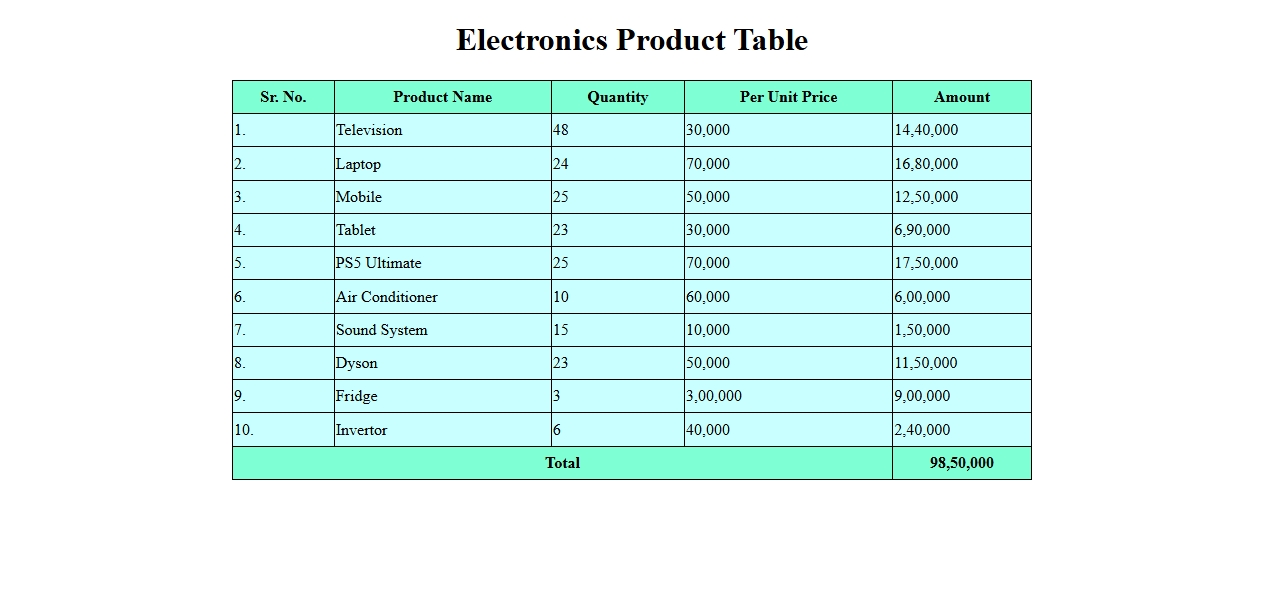 Electronics Product Table
Sr. No. Product Name Quantity Per Unit Price Amount
1. Television 48 30,000 14,40,000
2. Laptop 24 70,000 16,80,000
3. Mobile 25 50,000 12,50,000
4. Tablet 23 30,000 6,90,000
5. PS5 Ultimate 25 70,000 17,50,000
6. Air Conditioner 10 60,000 6,00,000
7. Sound System 15 10,000 1,50,000
8. Dyson 23 50,000 11,50,000
9. Fridge 3 3,00,000 9,00,000
10. Invertor 6 40,000 2,40,000
Total 98,50,000